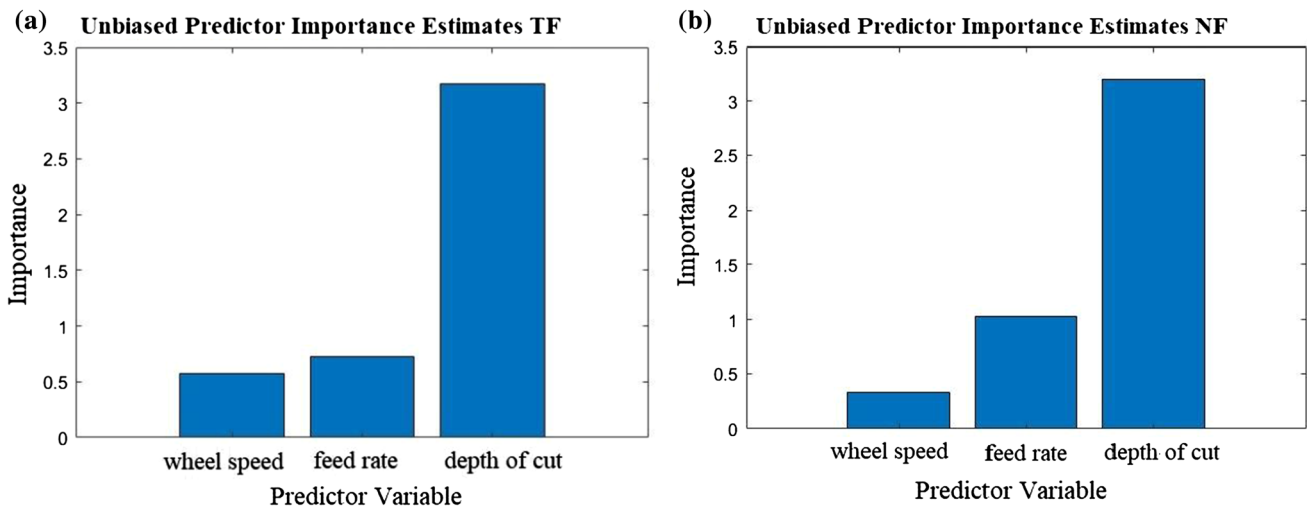 (a)
Unbiased Predictor Importance Estimates TF
3.5
3
2.5
2
1.5
1
0.5
0
Importance
wheel speed
feed rate
depth of cut
Predictor Variable
(b)
Unbiased Predictor Importance Estimates NF
3.5
3
2.5
2
1.5
1
0.5
0
Importance
wheel speed
feed rate
depth of cut
Predictor Variable